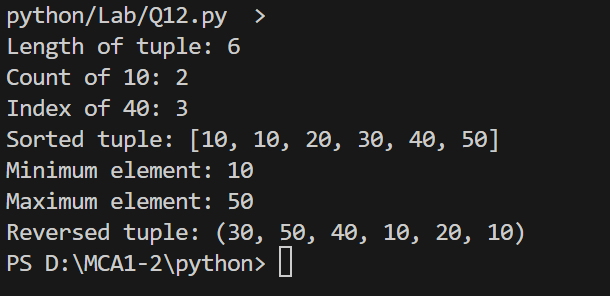 python/Lab/Q12.py  >
Length of tuple: 6
Count of 10: 2
Index of 40: 3
Sorted tuple: [10, 10, 20, 30, 40, 50]
Minimum element: 10
Maximum element: 50
Reversed tuple: (30, 50, 40, 10, 20, 10)
PS D:\MCA1-2\python>